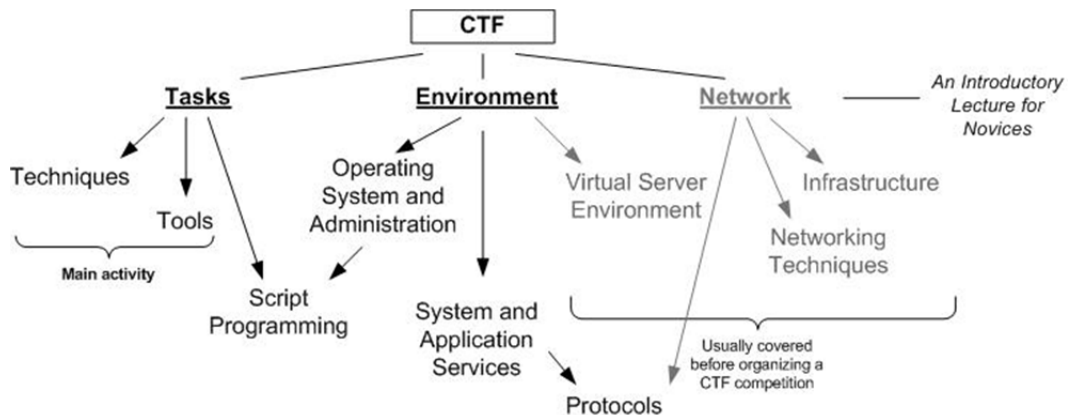 CTF
Tasks
Environment
Network
An Introductory
Lecture for
Novices
Techniques
Tools
Main activity
Operating
System and
Administration
Script
Programming
System and
Application
Services
Virtual Server
Environment
Infrastructure
Networking
Techniques
Usually covered
before organizing a
CTF competition
Protocols